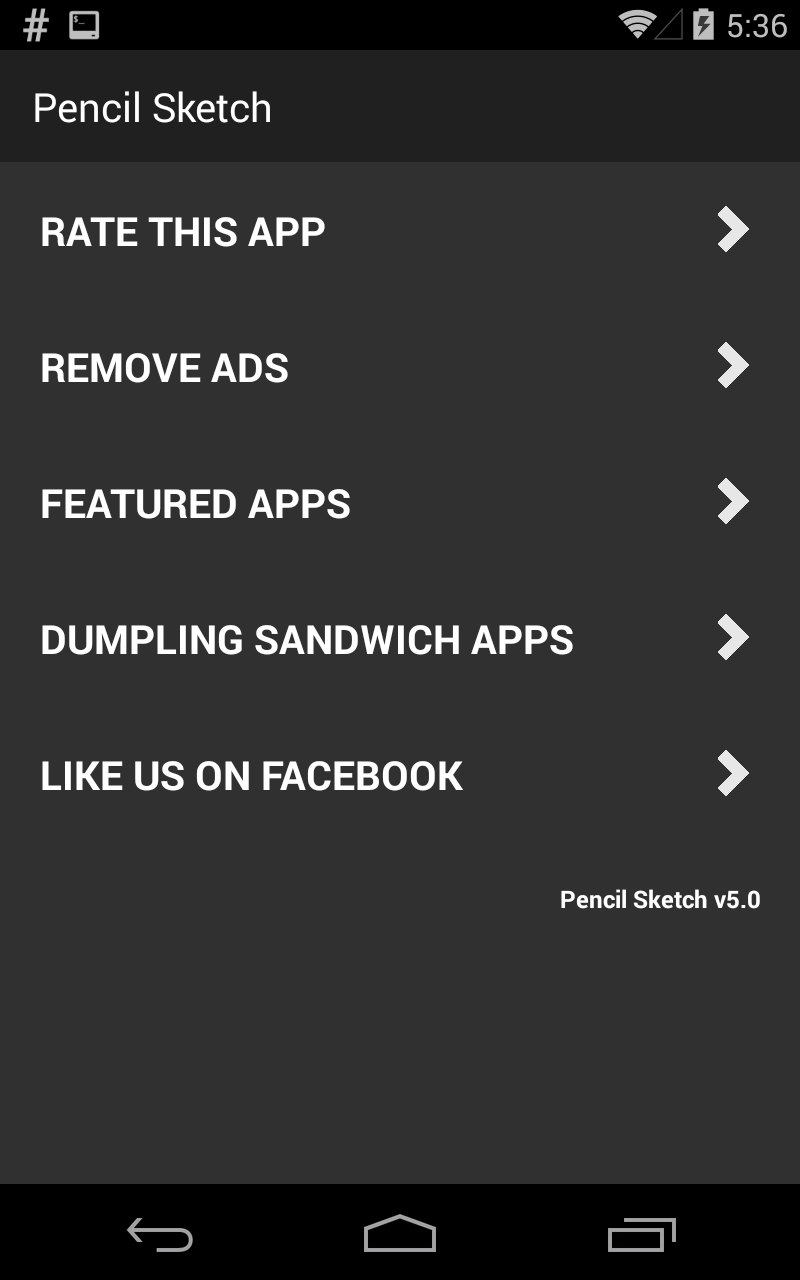 5:36
Pencil Sketch
RATE THIS APP
REMOVE ADS
FEATURED APPS
DUMPLING SANDWICH APPS
LIKE US ON FACEBOOK
Pencil Sketch v5.0